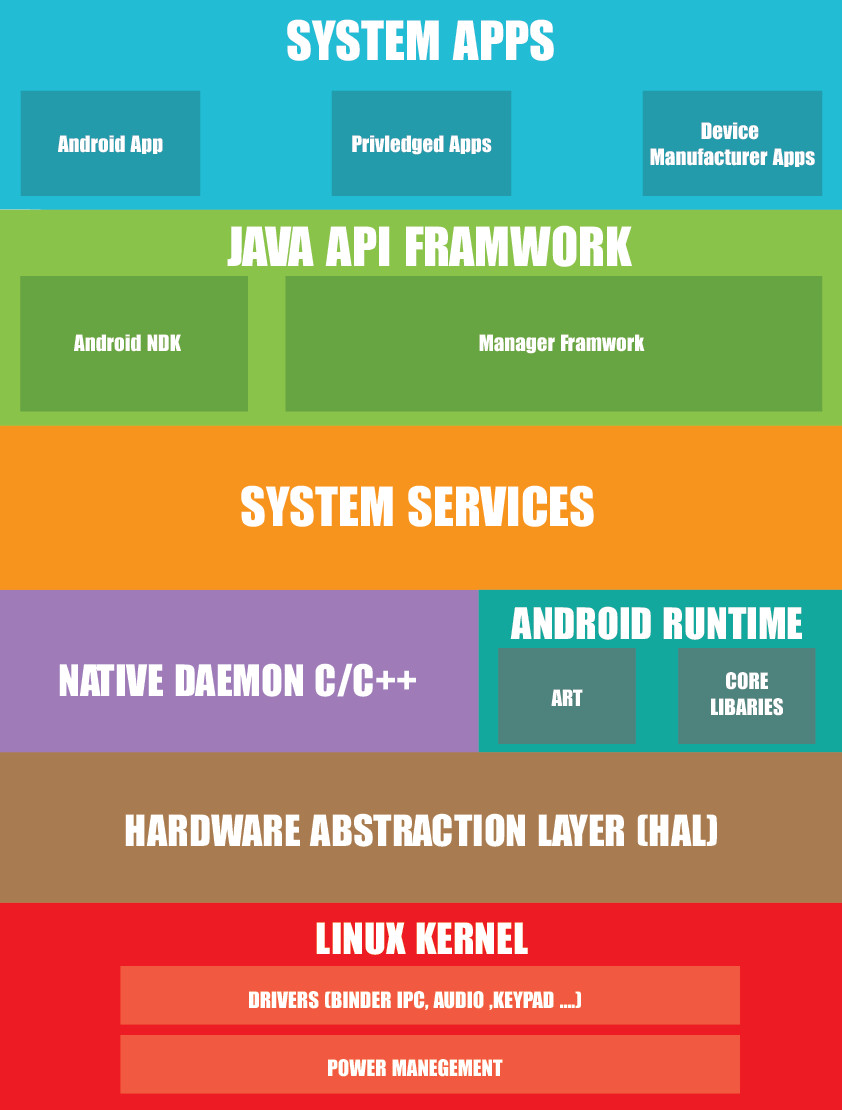 SYSTEM APPS
Android App
Privledged Apps
Device
Manufacturer Apps
JAVA API FRAMWORK
Android NDK
Manager Framwork
SYSTEM SERVICES
NATIVE DAEMON C/C++
ANDROID RUNTIME
ART
CORE
LIBARIES
HARDWARE ABSTRACTION LAYER (HAL)
LINUX KERNEL
DRIVERS (BINDER IPC, AUDIO ,KEYPAD ....)
POWER MANEGEMENT